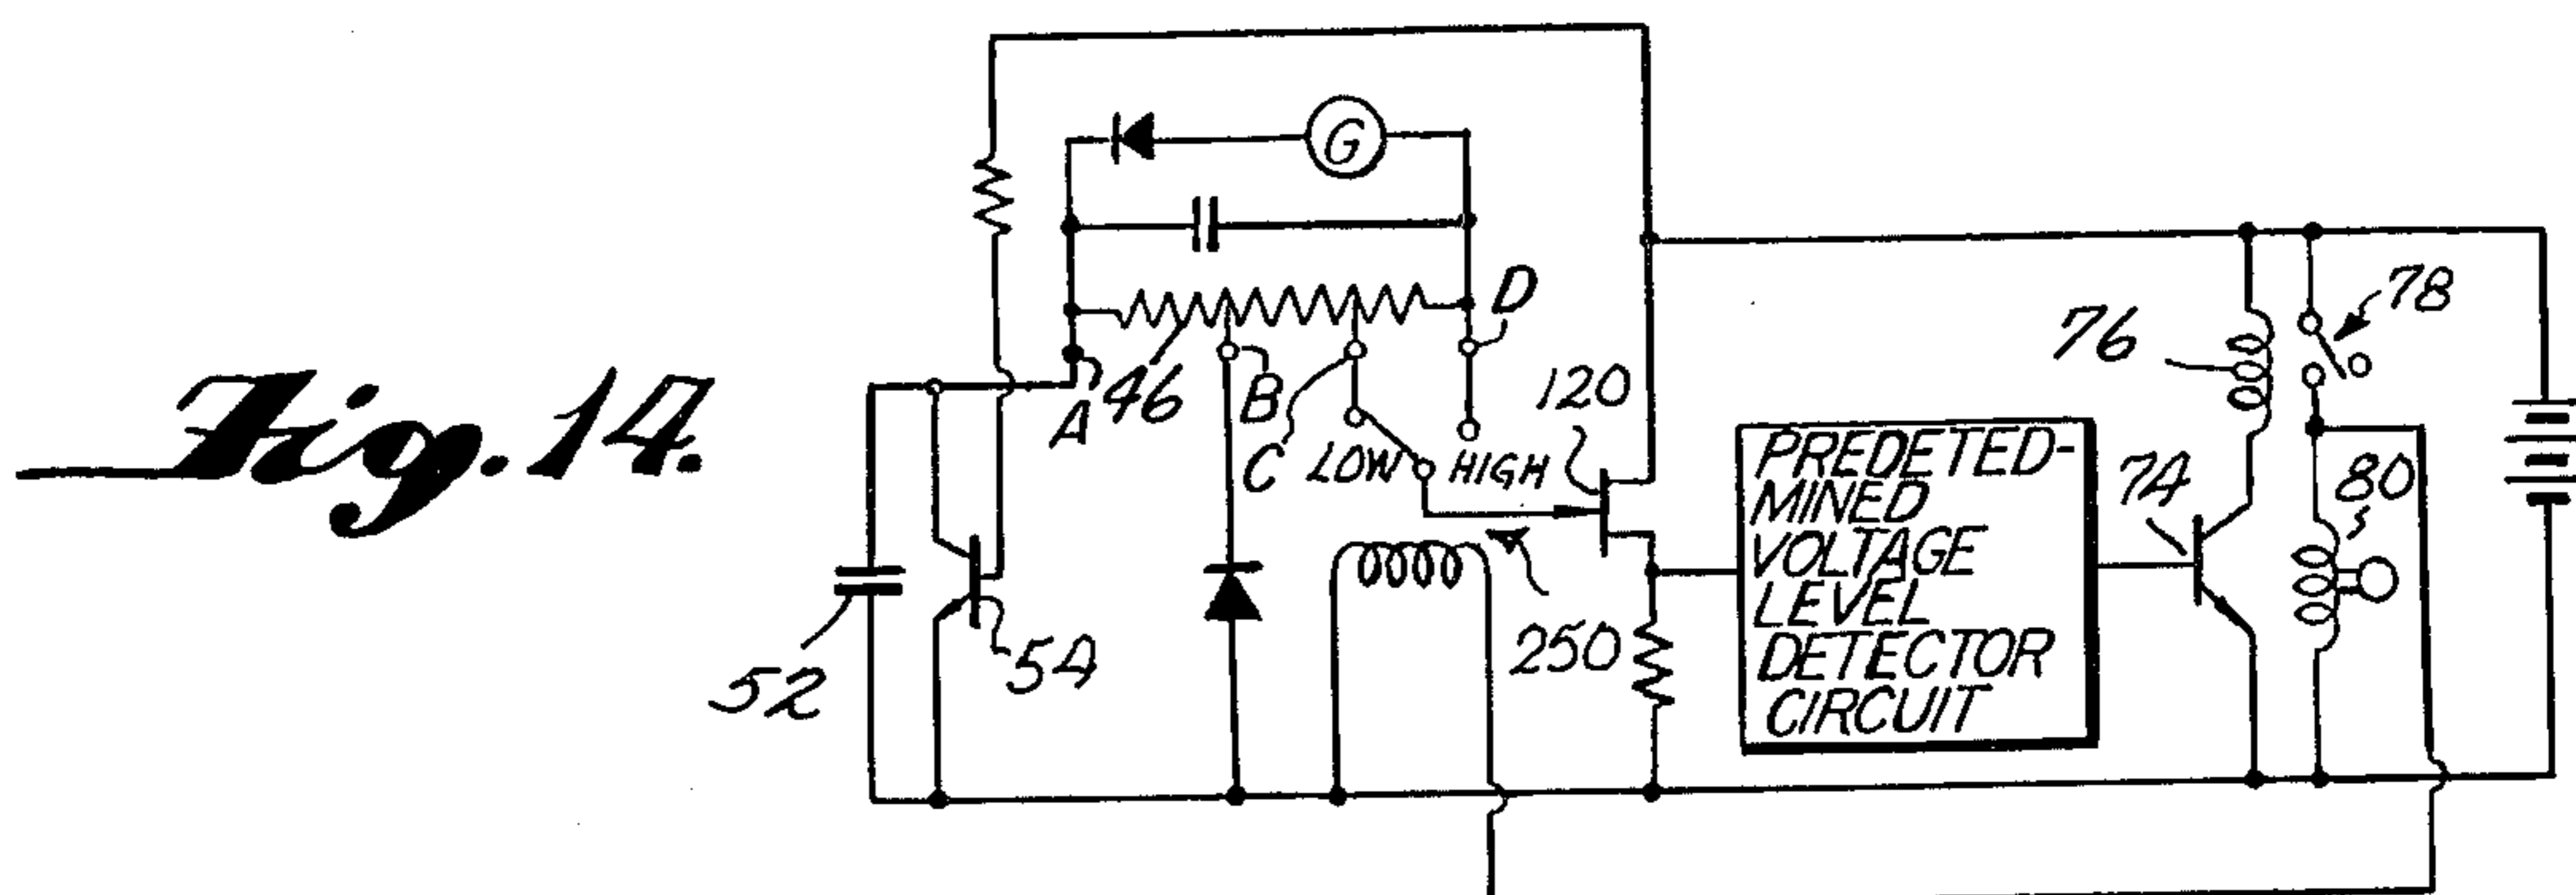 Fig. 14.
G
D
78
76
A
46
B
C
LOW
HIGH
120
PREDETED-
MINED
VOLTAGE
LEVEL
DETECTOR
CIRCUIT
74
80
52
54
250